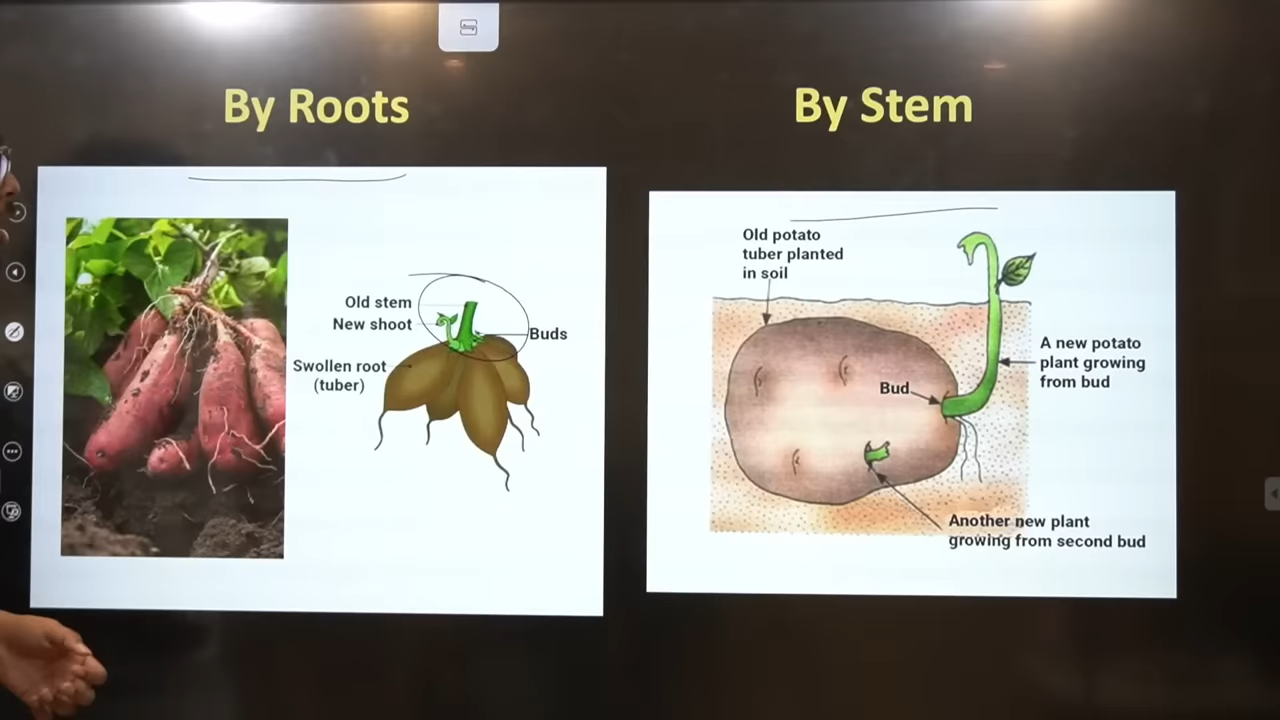 By Roots
By Stem
Old stem
New shoot
Buds
Swollen root
(tuber)
Old potato
tuber planted
in soil
Bud
A new potato
plant growing
from bud
Another new plant
growing from second bud